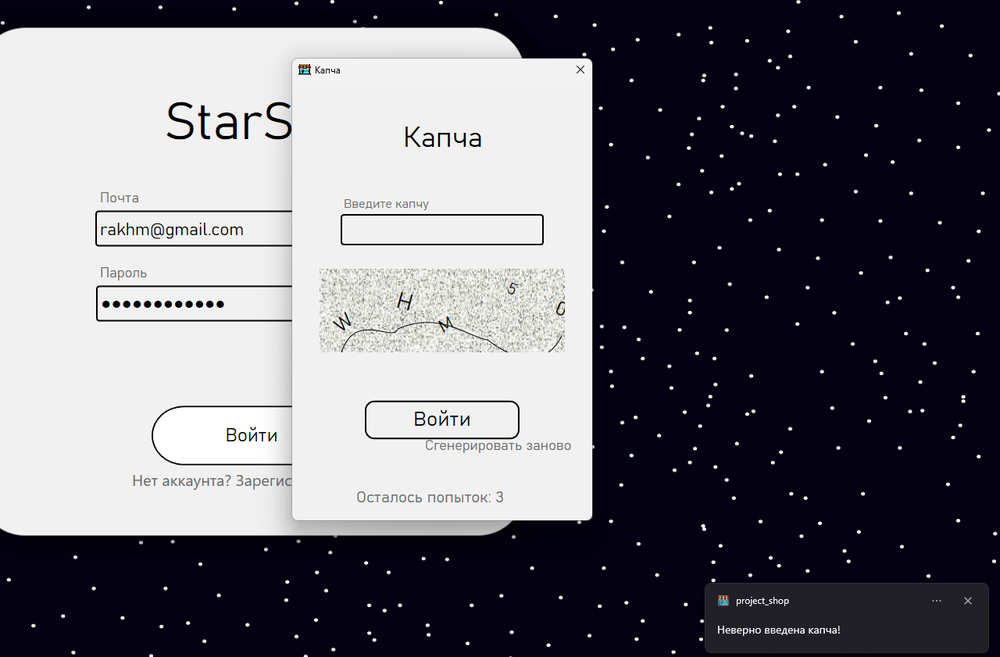 StarS
Почта
rakhm@gmail.com
Пароль
Войти
Нет аккаунта? Зарегис
Капча
Капча
Введите капчу
W H M 5 0
Войти
Сгенерировать заново
Осталось попыток: 3
project_shop
Неверно введена капча!